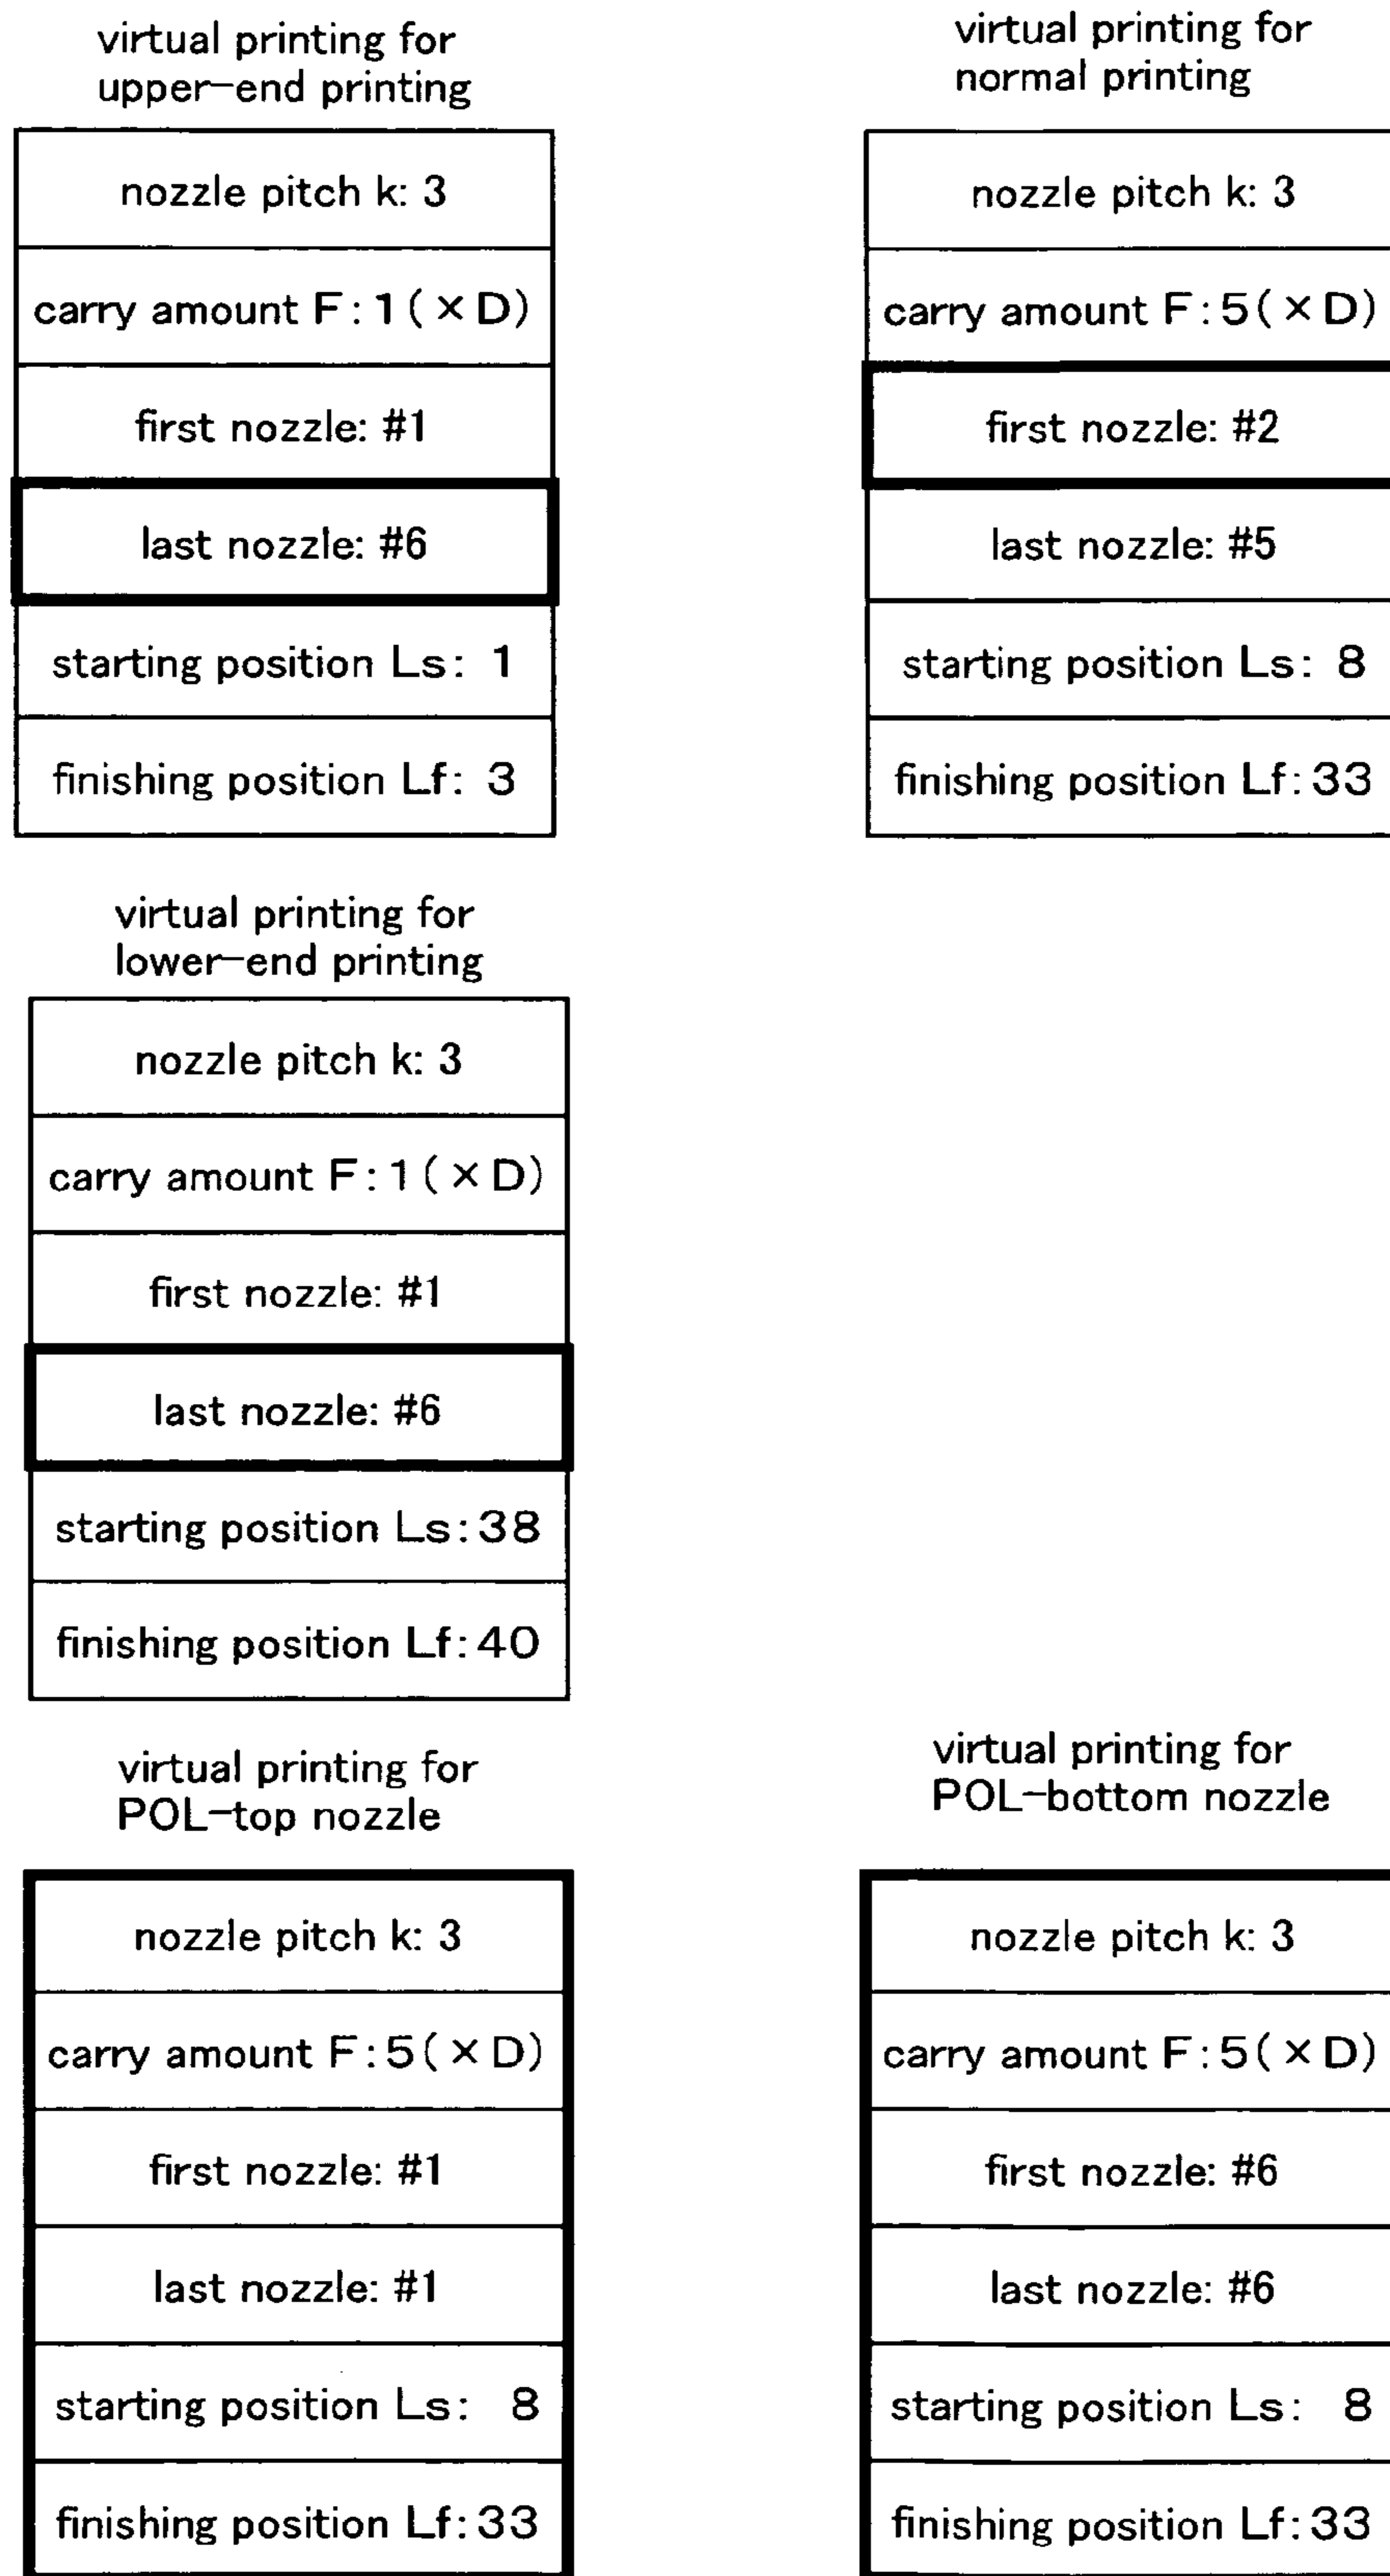 virtual printing for
upper-end printing
nozzle pitch k: 3
carry amount F: 1 (×D)
first nozzle: #1
last nozzle: #6
starting position Ls: 1
finishing position Lf: 3
virtual printing for
normal printing
nozzle pitch k: 3
carry amount F: 5 (×D)
first nozzle: #2
last nozzle: #5
starting position Ls: 8
finishing position Lf: 33
virtual printing for
lower-end printing
nozzle pitch k: 3
carry amount F: 1 (×D)
first nozzle: #1
last nozzle: #6
starting position Ls: 38
finishing position Lf: 40
virtual printing for
POL-top nozzle
nozzle pitch k: 3
carry amount F: 5 (×D)
first nozzle: #1
last nozzle: #1
starting position Ls: 8
finishing position Lf: 33
virtual printing for
POL-bottom nozzle
nozzle pitch k: 3
carry amount F: 5 (×D)
first nozzle: #6
last nozzle: #6
starting position Ls: 8
finishing position Lf: 33